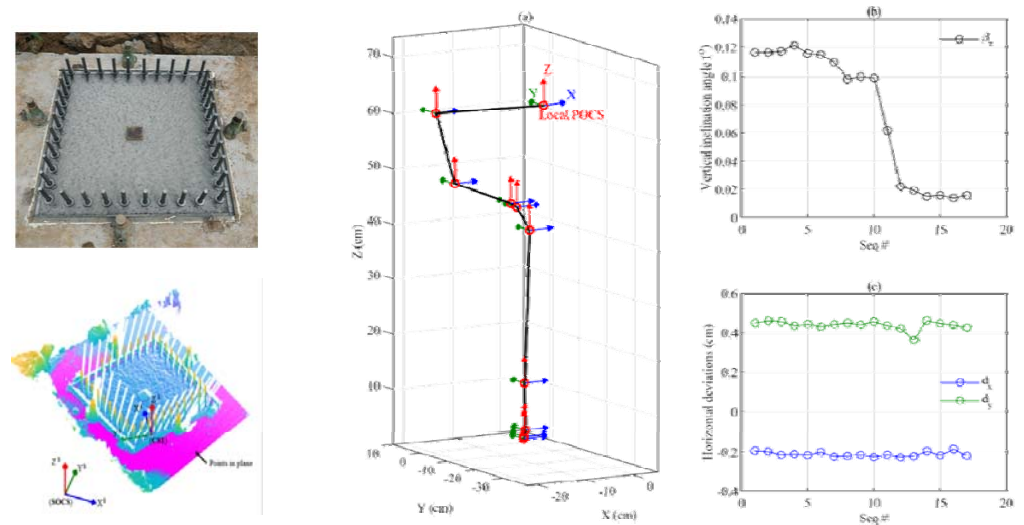 (a)
70
60
50
40
30
20
10
Z (cm)
Z
Y
X
Local POCS
10
0
-10
-20
-30
Y (cm)
-20
-10
0
X (cm)
(b)
0.14
0.12
0.1
0.08
0.06
0.04
0.02
0
Vertical inclination angle (°)
0
5
10
15
20
Seq #
(c)
0.6
0.4
0.2
0
-0.2
-0.4
Horizontal deviations (cm)
0
5
10
15
20
Seq #
Points in plane
Z
Y
X
(SOCS)